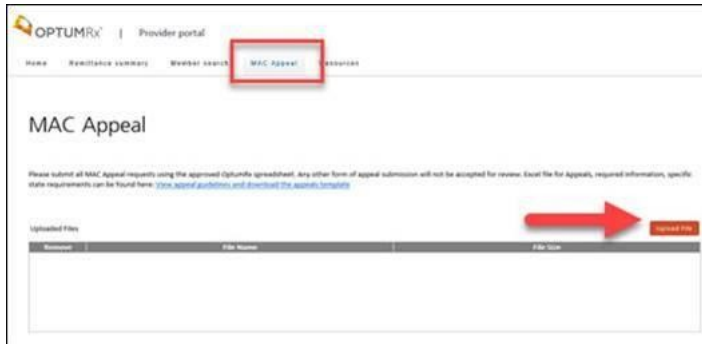 OPTUMRx® | Provider portal
Home Remittance summary Member search MAC Appeal Resources
MAC Appeal
Please submit all MAC Appeal requests using the approved OptumRx spreadsheet. Any other form of appeal submission will not be accepted for review. Excel file for Appeals, required information, specific
state requirements can be found here: View appeal guidelines and download the appeals template
Uploaded Files Upload File
Remove File Name File Size